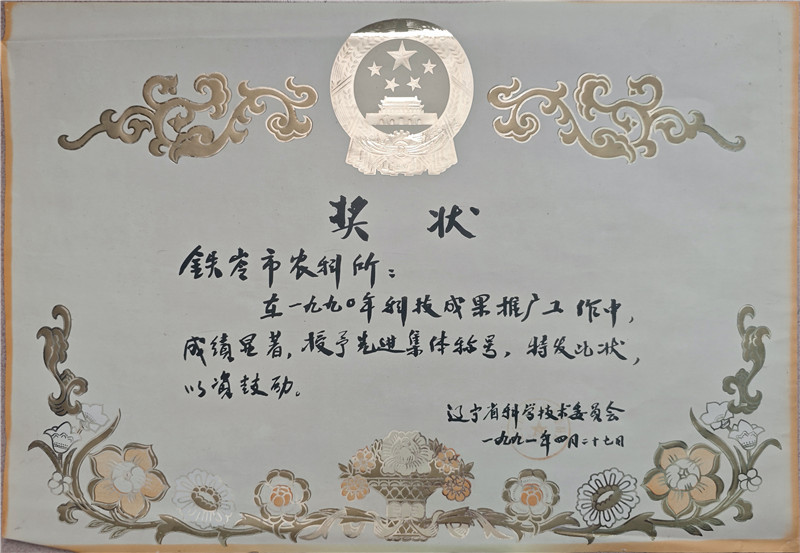 奖状
铁岭市农科所：
在一九九〇年科技成果推广工作中，
成绩显著，授予先进集体称号，特发此状，
以资鼓励。
辽宁省科学技术委员会
一九九一年四月二十七日